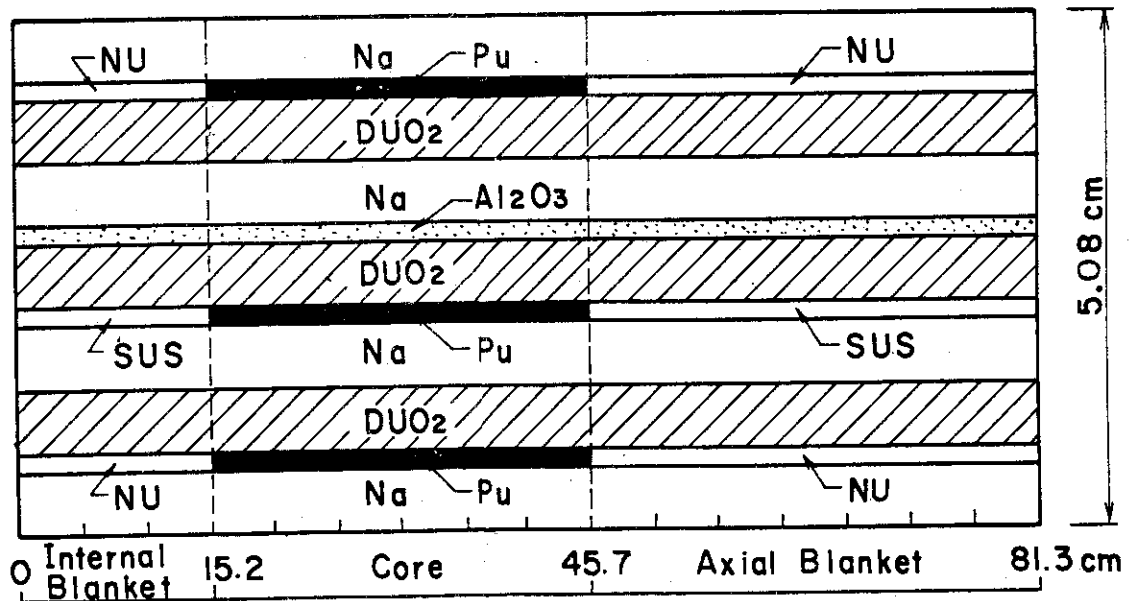 NU Na Pu NU
DUO2
Na Al2O3
DUO2
SUS Na Pu SUS
DUO2
NU Na Pu NU
5.08 cm
0 Internal Blanket 15.2 Core 45.7 Axial Blanket 81.3 cm